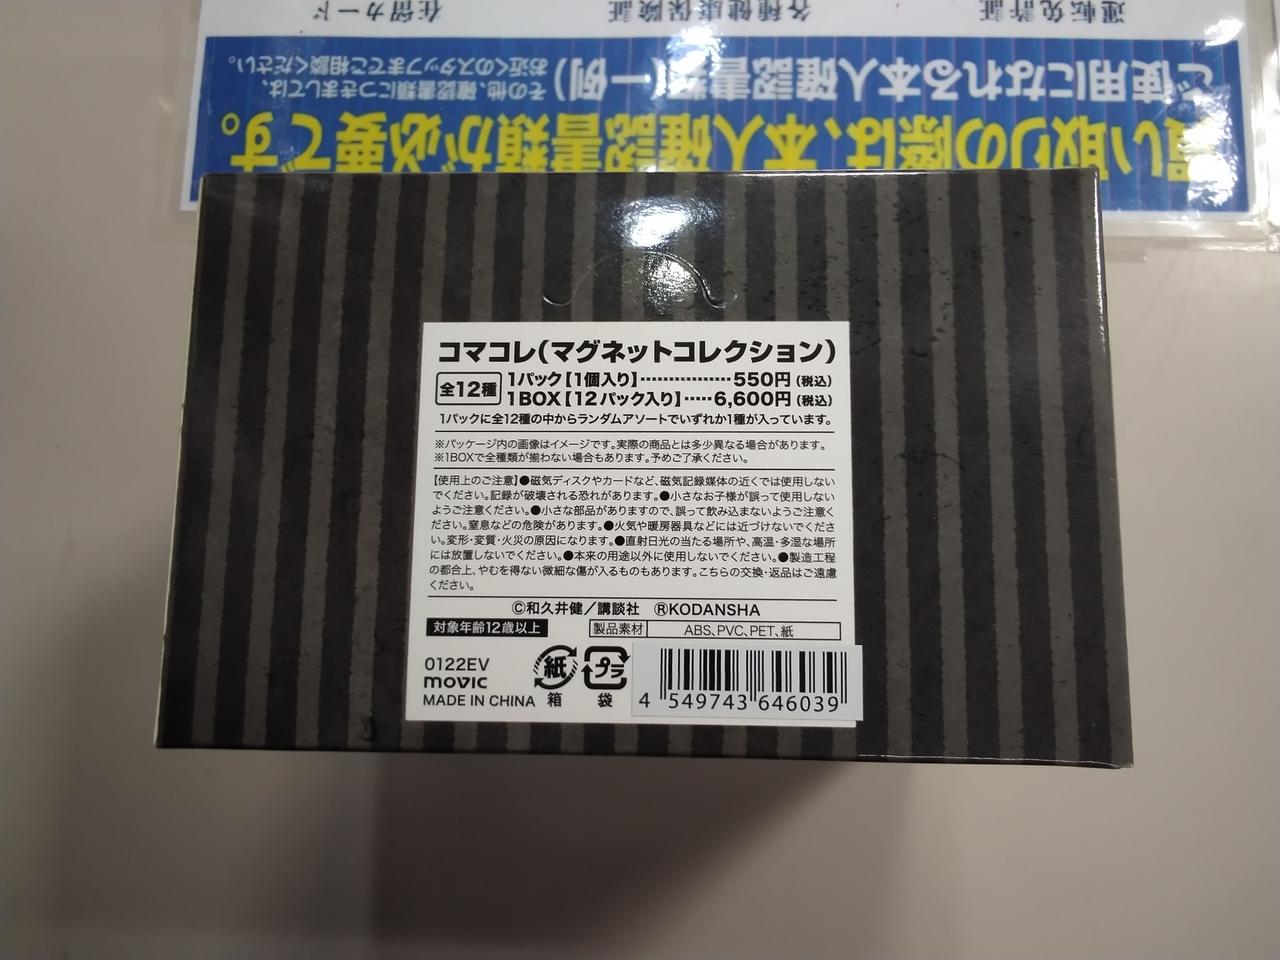 在留カード
各種健康保険証
運転免許証
ご使用になれる本人確認書類(一例)
その他、確認書類につきましては、
お近くのスタッフまでご相談ください。
買い取りの際は、本人確認書類が必要です。
コマコレ(マグネットコレクション)
全12種
1パック【1個入り】………………550円(税込)
1BOX【12パック入り】……6,600円(税込)
1パックに全12種の中からランダムアソートでいずれか1種が入っています。
※パッケージ内の画像はイメージです。実際の商品とは多少異なる場合があります。
※1BOXで全種類が揃わない場合もあります。予めご了承ください。
【使用上のご注意】●磁気ディスクやカードなど、磁気記録媒体の近くでは使用しない
でください。記録が破壊される恐れがあります。●小さなお子様が誤って使用しない
ようご注意ください。●小さな部品がありますので、誤って飲み込まないようご注意くだ
さい。窒息などの危険があります。●火気や暖房器具などには近づけないでくださ
い。変形・変質・火災の原因になります。●直射日光の当たる場所や、高温・多湿な場所
には放置しないでください。●本来の用途以外に使用しないでください。●製造工程
の都合上、やむを得ない微細な傷が入るものもあります。こちらの交換・返品はご遠慮
ください。
©和久井健/講談社 ®KODANSHA
対象年齢12歳以上
製品素材 ABS、PVC、PET、紙
0122EV
movic
MADE IN CHINA
紙
箱
プラ
袋
4 549743 646039